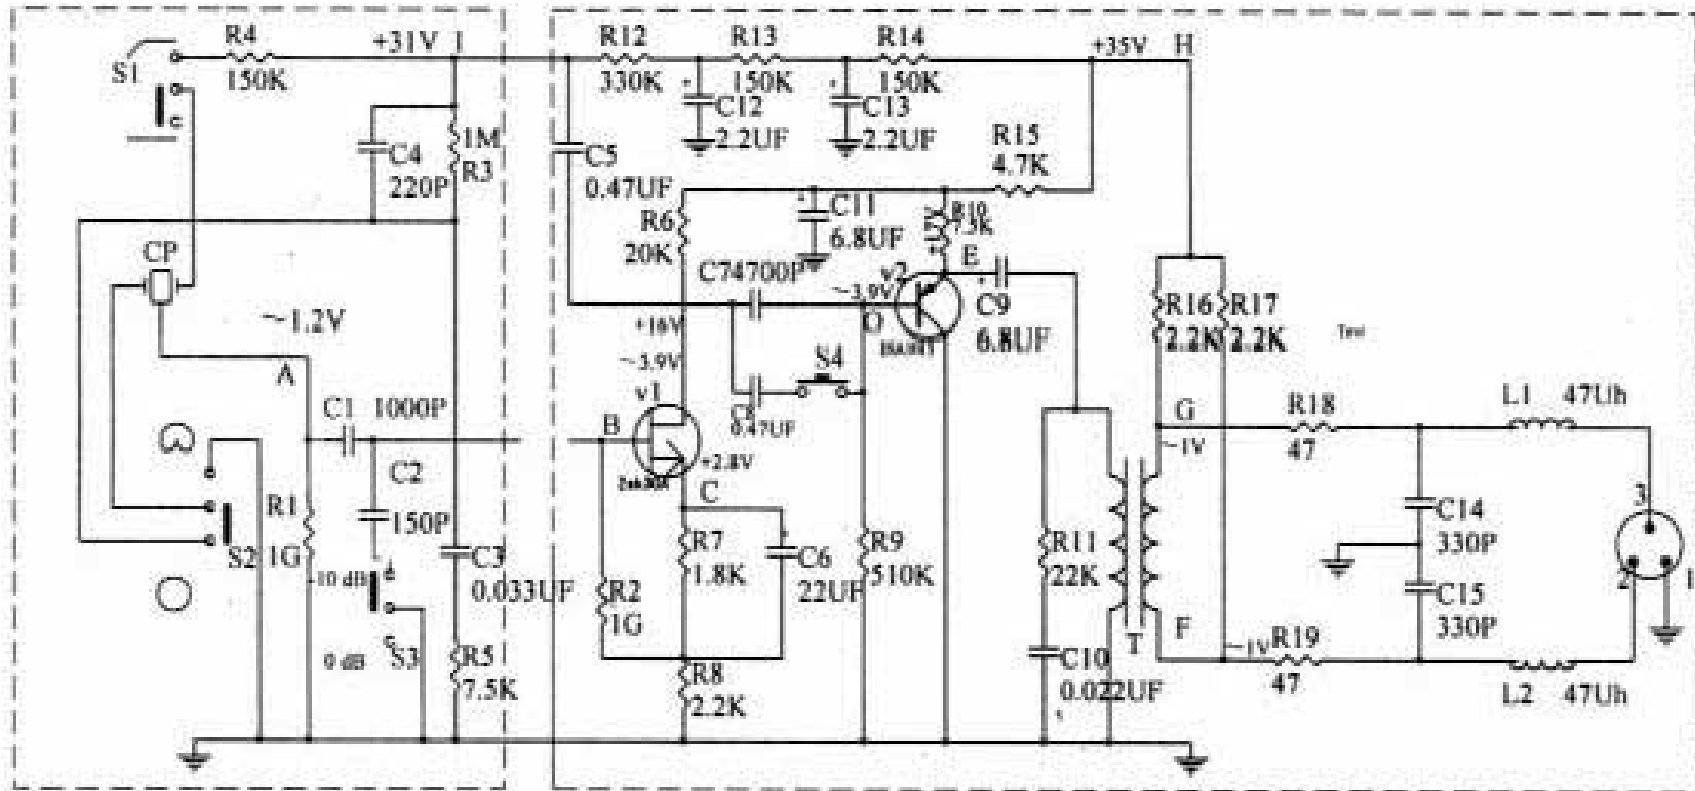 S1
R4
150K
+31V
R12
330K
R13
150K
R14
150K
+35V H
C12
2.2UF
C13
2.2UF
R15
4.7K
C4
220P
1M
R3
C5
0.47UF
R6
20K
C11
6.8UF
R10
C74700P
v2
E
C9
6.8UF
CP
~1.2V
A
+16V
~3.9V
~3.9V
S4
v1
0.47UF
R16
2.2K
R17
2.2K
C1 1000P
C2
150P
B
+2.8V
C
G
~1V
R18
47
L1 47Uh
R1
1G
S2
-10 dB
0 dB
S3
C3
0.033UF
R5
7.5K
R2
1G
R7
1.8K
C6
22UF
R8
2.2K
R9
510K
R11
22K
C10
0.022UF
T
F
~1V
R19
47
C14
330P
C15
330P
L2 47Uh
3
2
1